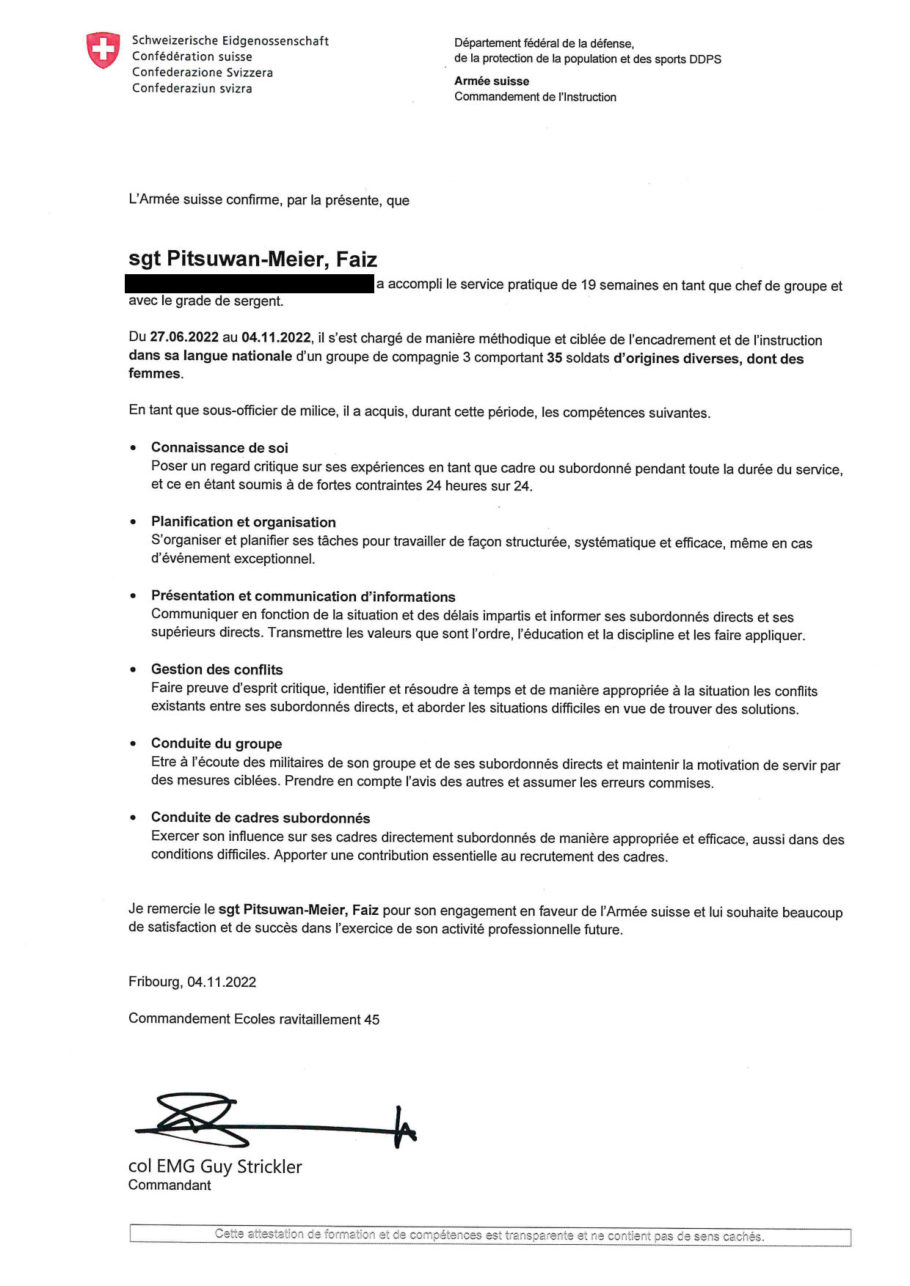 Schweizerische Eidgenossenschaft
Confédération suisse
Confederazione Svizzera
Confederaziun svizra
Département fédéral de la défense,
de la protection de la population et des sports DDPS
Armée suisse
Commandement de l'Instruction
L'Armée suisse confirme, par la présente, que
sgt Pitsuwan-Meier, Faiz
a accompli le service pratique de 19 semaines en tant que chef de groupe et
avec le grade de sergent.
Du 27.06.2022 au 04.11.2022, il s'est chargé de manière méthodique et ciblée de l'encadrement et de l'instruction
dans sa langue nationale d'un groupe de compagnie 3 comportant 35 soldats d'origines diverses, dont des
femmes.
En tant que sous-officier de milice, il a acquis, durant cette période, les compétences suivantes.
• Connaissance de soi
Poser un regard critique sur ses expériences en tant que cadre ou subordonné pendant toute la durée du service,
et ce en étant soumis à de fortes contraintes 24 heures sur 24.
• Planification et organisation
S'organiser et planifier ses tâches pour travailler de façon structurée, systématique et efficace, même en cas
d'événement exceptionnel.
• Présentation et communication d'informations
Communiquer en fonction de la situation et des délais impartis et informer ses subordonnés directs et ses
supérieurs directs. Transmettre les valeurs que sont l'ordre, l'éducation et la discipline et les faire appliquer.
• Gestion des conflits
Faire preuve d'esprit critique, identifier et résoudre à temps et de manière appropriée à la situation les conflits
existants entre ses subordonnés directs, et aborder les situations difficiles en vue de trouver des solutions.
• Conduite du groupe
Etre à l'écoute des militaires de son groupe et de ses subordonnés directs et maintenir la motivation de servir par
des mesures ciblées. Prendre en compte l'avis des autres et assumer les erreurs commises.
• Conduite de cadres subordonnés
Exercer son influence sur ses cadres directement subordonnés de manière appropriée et efficace, aussi dans des
conditions difficiles. Apporter une contribution essentielle au recrutement des cadres.
Je remercie le sgt Pitsuwan-Meier, Faiz pour son engagement en faveur de l'Armée suisse et lui souhaite beaucoup
de satisfaction et de succès dans l'exercice de son activité professionnelle future.
Fribourg, 04.11.2022
Commandement Ecoles ravitaillement 45
col EMG Guy Strickler
Commandant
Cette attestation de formation et de compétences est transparente et ne contient pas de sens cachés.